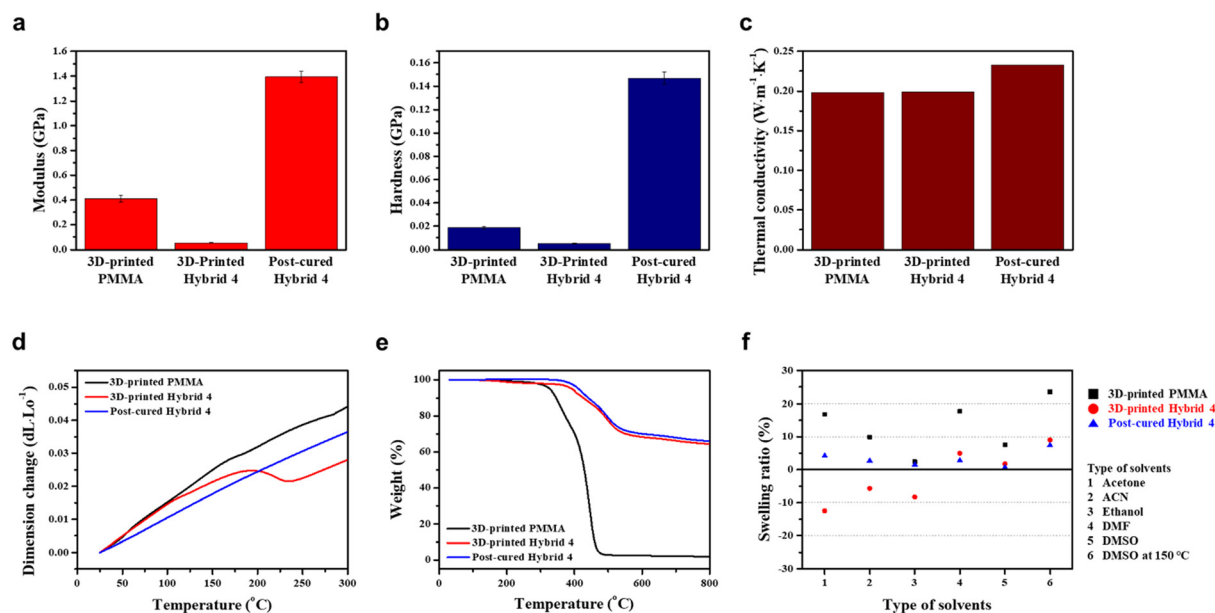 a
Modulus (GPa)
1.6
1.4
1.2
1.0
0.8
0.6
0.4
0.2
0.0
3D-printed
PMMA
3D-Printed
Hybrid 4
Post-cured
Hybrid 4
b
Hardness (GPa)
0.16
0.14
0.12
0.10
0.08
0.06
0.04
0.02
0.00
3D-printed
PMMA
3D-Printed
Hybrid 4
Post-cured
Hybrid 4
c
Thermal conductivity (W·m⁻¹·K⁻¹)
0.25
0.20
0.15
0.10
0.05
0.00
3D-printed
PMMA
3D-printed
Hybrid 4
Post-cured
Hybrid 4
d
Dimension change (dL·Lo⁻¹)
0.05
0.04
0.03
0.02
0.01
0.00
3D-printed PMMA
3D-printed Hybrid 4
Post-cured Hybrid 4
0 50 100 150 200 250 300
Temperature (°C)
e
Weight (%)
100
80
60
40
20
0
3D-printed PMMA
3D-printed Hybrid 4
Post-cured Hybrid 4
0 200 400 600 800
Temperature (°C)
f
Swelling ratio (%)
30
20
10
0
-10
-20
-30
1 2 3 4 5 6
Type of solvents
3D-printed PMMA
3D-printed Hybrid 4
Post-cured Hybrid 4
Type of solvents
1 Acetone
2 ACN
3 Ethanol
4 DMF
5 DMSO
6 DMSO at 150 °C